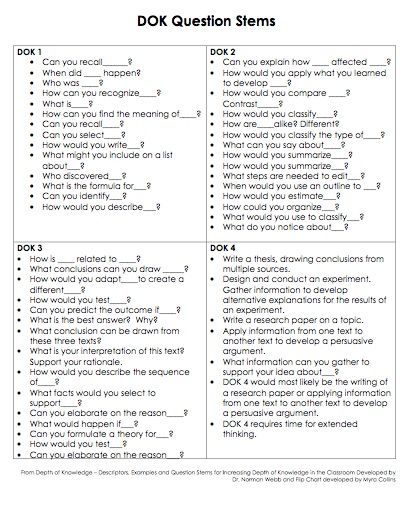 DOK Question Stems
DOK 1
• Can you recall______?
• When did ____ happen?
• Who was ____?
• How can you recognize____?
• What is____?
• How can you find the meaning of____?
• Can you recall____?
• Can you select____?
• How would you write___?
• What might you include on a list
about___?
• Who discovered____?
• What is the formula for___?
• Can you identify___?
• How would you describe___?
DOK 2
• Can you explain how ____ affected ____?
• How would you apply what you learned
to develop ____?
• How would you compare ____?
Contrast_____?
• How would you classify____?
• How are____alike? Different?
• How would you classify the type of____?
• What can you say about____?
• How would you summarize____?
• How would you summarize____?
• What steps are needed to edit____?
• When would you use an outline to ___?
• How would you estimate___?
• How could you organize___?
• What would you use to classify___?
• What do you notice about___?
DOK 3
• How is ____ related to ____?
• What conclusions can you draw _____?
• How would you adapt____to create a
different____?
• How would you test____?
• Can you predict the outcome if____?
• What is the best answer? Why?
• What conclusion can be drawn from
these three texts?
• What is your interpretation of this text?
Support your rationale.
• How would you describe the sequence
of____?
• What facts would you select to
support____?
• Can you elaborate on the reason____?
• What would happen if___?
• Can you formulate a theory for___?
• How would you test___?
• Can you elaborate on the reason___?
DOK 4
• Write a thesis, drawing conclusions from
multiple sources.
• Design and conduct an experiment.
Gather information to develop
alternative explanations for the results of
an experiment.
• Write a research paper on a topic.
• Apply information from one text to
another text to develop a persuasive
argument.
• What information can you gather to
support your idea about___?
• DOK 4 would most likely be the writing of
a research paper or applying information
from one text to another text to develop
a persuasive argument.
• DOK 4 requires time for extended
thinking.
From Depth of Knowledge – Descriptors, Examples and Question Stems for Increasing Depth of Knowledge in the Classroom Developed by
Dr. Norman Webb and Flip Chart developed by Myra Collins